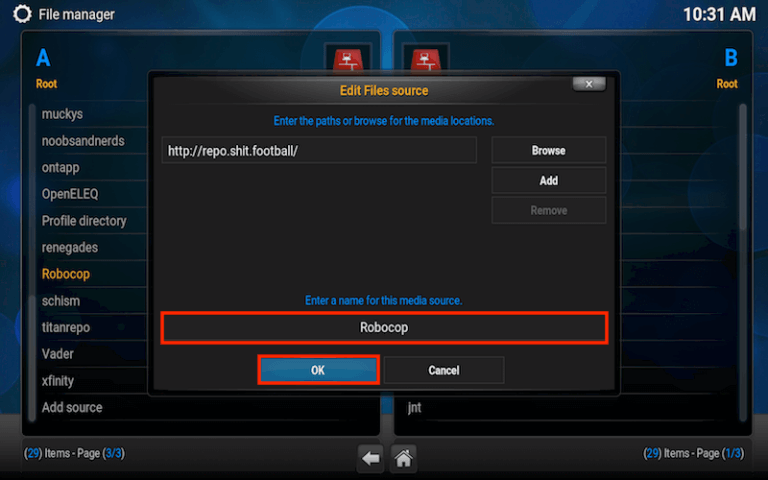 File manager
10:31 AM
A
B
Root
Root
muckys
noobsandnerds
ontapp
OpenELEQ
Profile directory
renegades
Robocop
schism
titanrepo
Vader
xfinity
Add source
Edit Files source
x
Enter the paths or browse for the media locations.
http://repo.shit.football/
Browse
Add
Remove
Enter a name for this media source.
Robocop
OK
Cancel
jnt
(29) Items - Page (3/3)
(29) Items - Page (1/3)